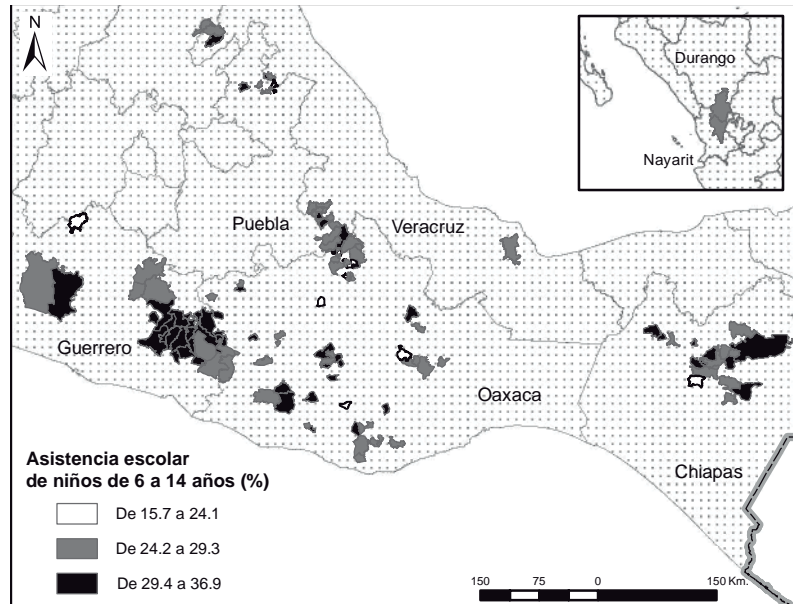 N
Durango
Nayarit
Puebla
Veracruz
Guerrero
Oaxaca
Chiapas
Asistencia escolar
de niños de 6 a 14 años (%)
De 15.7 a 24.1
De 24.2 a 29.3
De 29.4 a 36.9
150 75 0 150 Km.